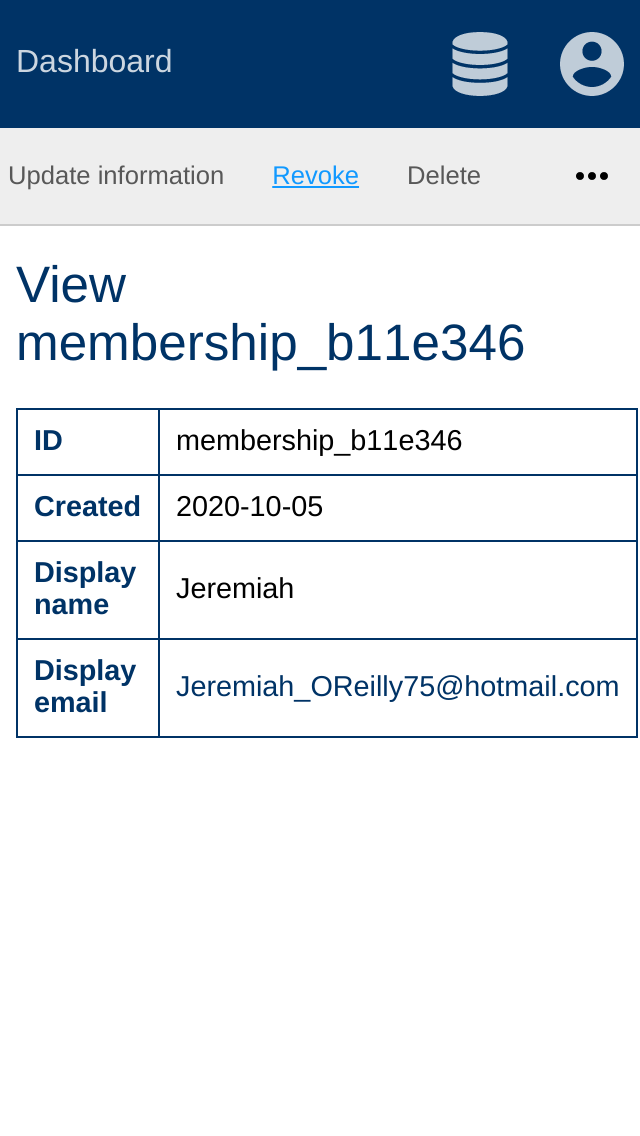 Dashboard
Update information Revoke Delete
View
membership_b11e346
ID membership_b11e346
Created 2020-10-05
Display
name
Jeremiah
Display
email
Jeremiah_OReilly75@hotmail.com